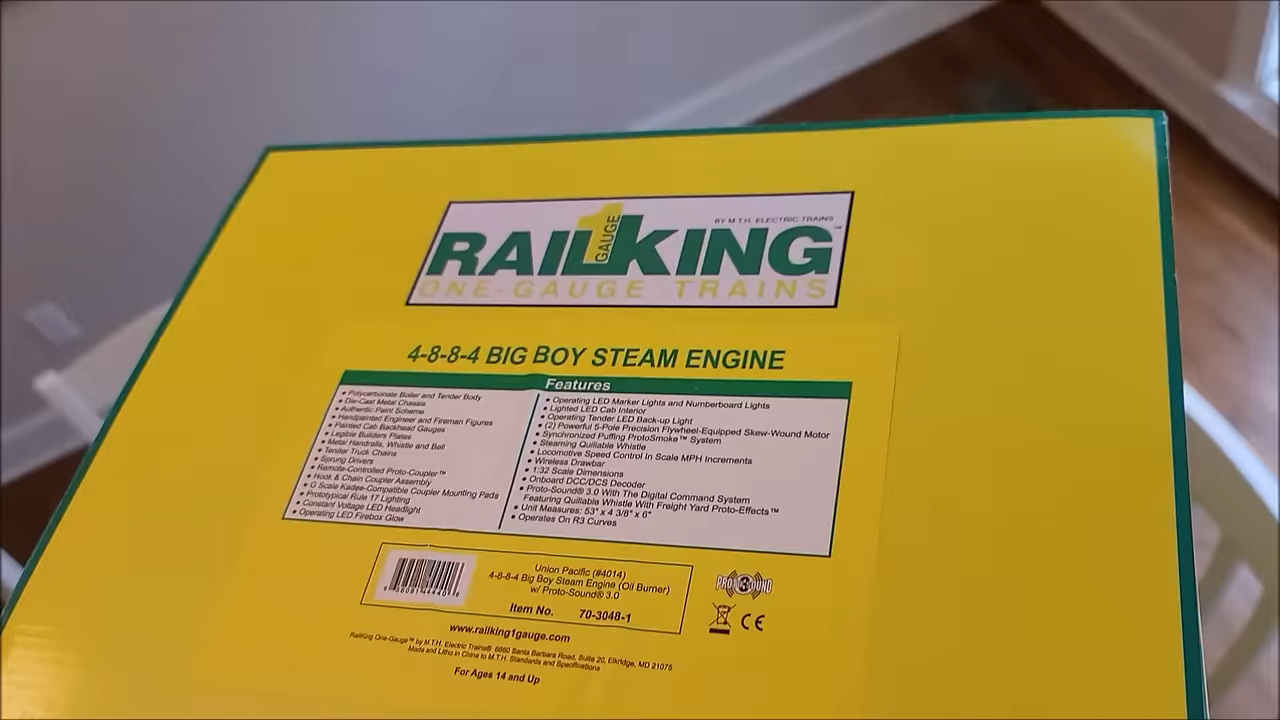 BY M.T.H. ELECTRIC TRAINS
RAILKING™
1 GAUGE
ONE-GAUGE TRAINS
4-8-8-4 BIG BOY STEAM ENGINE
Features
• Polycarbonate Boiler and Tender Body
• Die-Cast Metal Chassis
• Authentic Paint Scheme
• Handpainted Engineer and Fireman Figures
• Painted Cab Backhead Gauges
• Legible Builders Plates
• Metal Handrails, Whistle and Bell
• Tender Truck Chains
• Sprung Drivers
• Remote-Controlled Proto-Coupler™
• Hook & Chain Coupler Assembly
• G Scale Kadee-Compatible Coupler Mounting Pads
• Prototypical Rule 17 Lighting
• Constant Voltage LED Headlight
• Operating LED Firebox Glow
• Operating LED Marker Lights and Numberboard Lights
• Lighted LED Cab Interior
• Operating Tender LED Back-up Light
• (2) Powerful 5-Pole Precision Flywheel-Equipped Skew-Wound Motor
• Synchronized Puffing ProtoSmoke™ System
• Steaming Quillable Whistle
• Locomotive Speed Control In Scale MPH Increments
• Wireless Drawbar
• 1:32 Scale Dimensions
• Onboard DCC/DCS Decoder
• Proto-Sound® 3.0 With The Digital Command System
Featuring Quillable Whistle With Freight Yard Proto-Effects™
• Unit Measures: 53" x 4 3/8" x 6"
• Operates On R3 Curves
Union Pacific (#4014)
4-8-8-4 Big Boy Steam Engine (Oil Burner)
w/ Proto-Sound® 3.0
Item No. 70-3048-1
PROTO 3 SOUND
CE
www.railking1gauge.com
RailKing One-Gauge™ by M.T.H. Electric Trains® 6660 Santa Barbara Road, Suite 20, Elkridge, MD 21075
Made and Litho in China to M.T.H. Standards and Specifications
For Ages 14 and Up